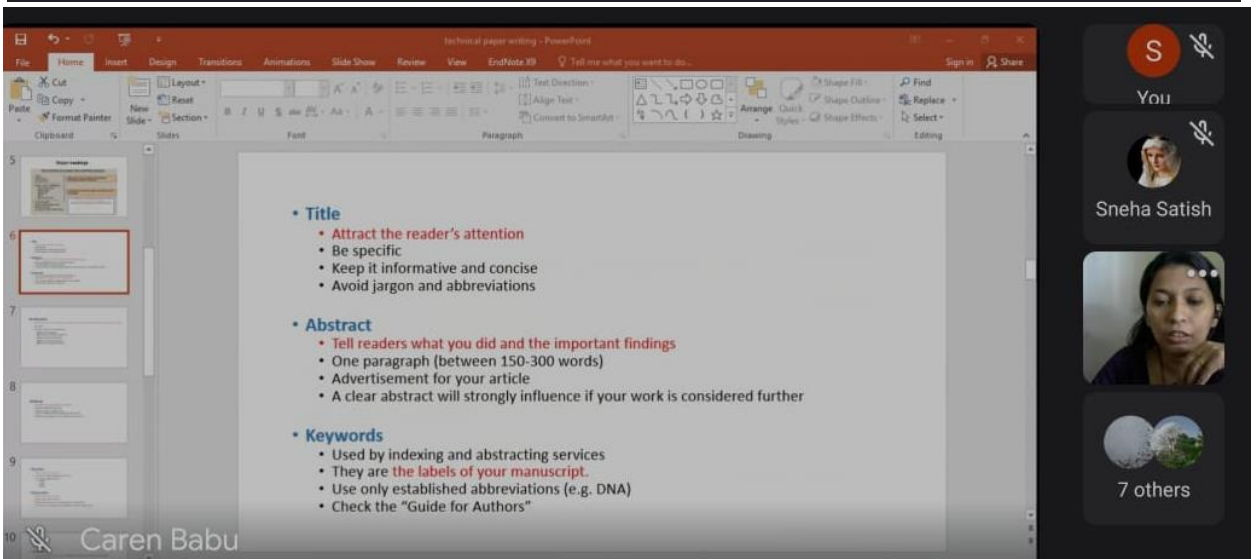 technical paper writing - PowerPoint
File Home Insert Design Transitions Animations Slide Show Review View EndNote X9 Tell me what you want to do... Sign in Share
Cut
Copy
Format Painter
Paste
Clipboard
New Slide
Layout
Reset
Section
Slides
Font
Text Direction
Align Text
Convert to SmartArt
Paragraph
Arrange
Quick Styles
Shape Fill
Shape Outline
Shape Effects
Drawing
Find
Replace
Select
Editing
5
6
7
8
9
10
• Title
• Attract the reader's attention
• Be specific
• Keep it informative and concise
• Avoid jargon and abbreviations
• Abstract
• Tell readers what you did and the important findings
• One paragraph (between 150-300 words)
• Advertisement for your article
• A clear abstract will strongly influence if your work is considered further
• Keywords
• Used by indexing and abstracting services
• They are the labels of your manuscript.
• Use only established abbreviations (e.g. DNA)
• Check the “Guide for Authors”
Caren Babu
S
You
Sneha Satish
7 others